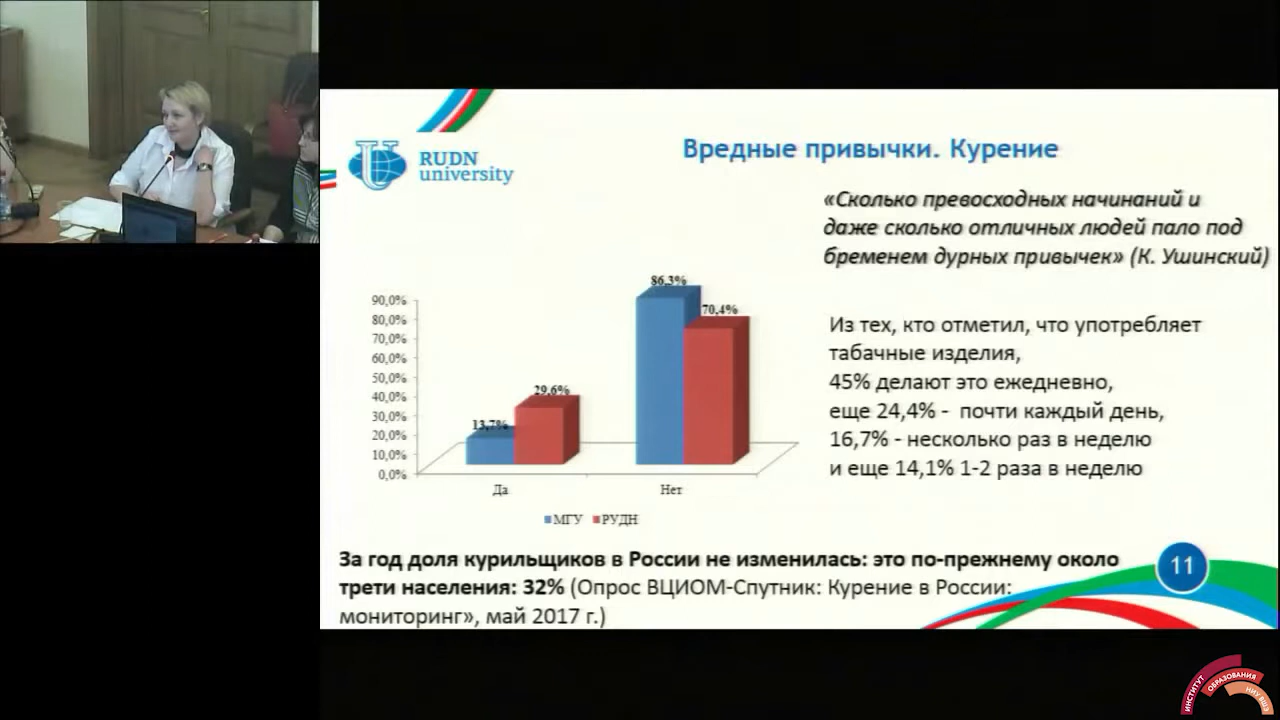 RUDN
university
Вредные привычки. Курение
«Сколько превосходных начинаний и
даже сколько отличных людей пало под
бременем дурных привычек» (К. Ушинский)
Из тех, кто отметил, что употребляет
табачные изделия,
45% делают это ежедневно,
еще 24,4% - почти каждый день,
16,7% - несколько раз в неделю
и еще 14,1% 1-2 раза в неделю
90,0%
80,0%
70,0%
60,0%
50,0%
40,0%
30,0%
20,0%
10,0%
0,0%
13,7%
29,6%
86,3%
70,4%
Да
Нет
МГУ
РУДН
За год доля курильщиков в России не изменилась: это по-прежнему около
трети населения: 32% (Опрос ВЦИОМ-Спутник: Курение в России:
мониторинг», май 2017 г.)
11
ИНСТИТУТ
ОБРАЗОВАНИЯ
НИУ ВШЭ